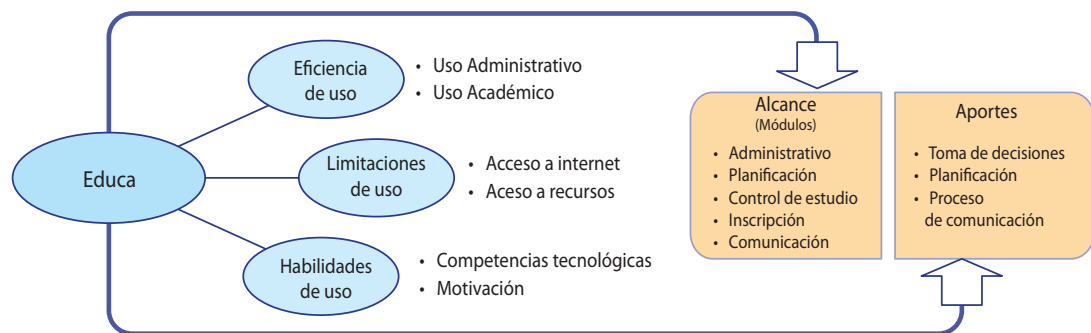 Educa
Eficiencia
de uso
• Uso Administrativo
• Uso Académico
Limitaciones
de uso
• Acceso a internet
• Aceso a recursos
Habilidades
de uso
• Competencias tecnológicas
• Motivación
Alcance
(Módulos)
• Administrativo
• Planificación
• Control de estudio
• Inscripción
• Comunicación
Aportes
• Toma de decisiones
• Planificación
• Proceso
de comunicación